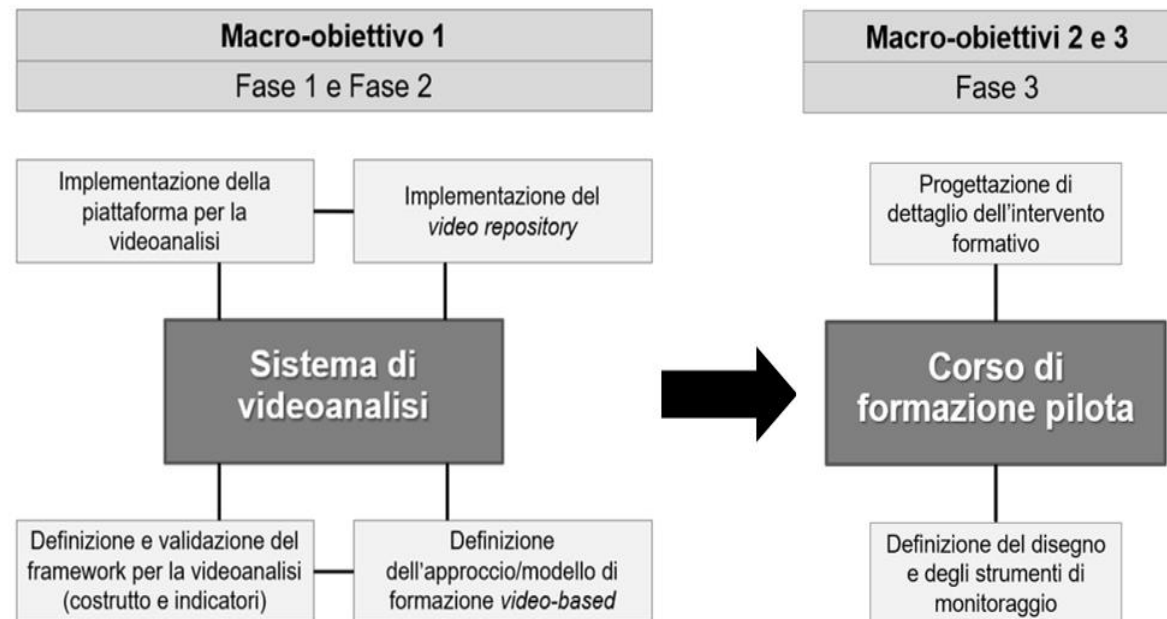 Macro-obiettivo 1
Fase 1 e Fase 2
Macro-obiettivi 2 e 3
Fase 3
Implementazione della
piattaforma per la
videoanalisi
Implementazione del
video repository
Progettazione di
dettaglio dell'intervento
formativo
Sistema di
videoanalisi
Corso di
formazione pilota
Definizione e validazione del
framework per la videoanalisi
(costrutto e indicatori)
Definizione
dell'approccio/modello di
formazione video-based
Definizione del disegno
e degli strumenti di
monitoraggio